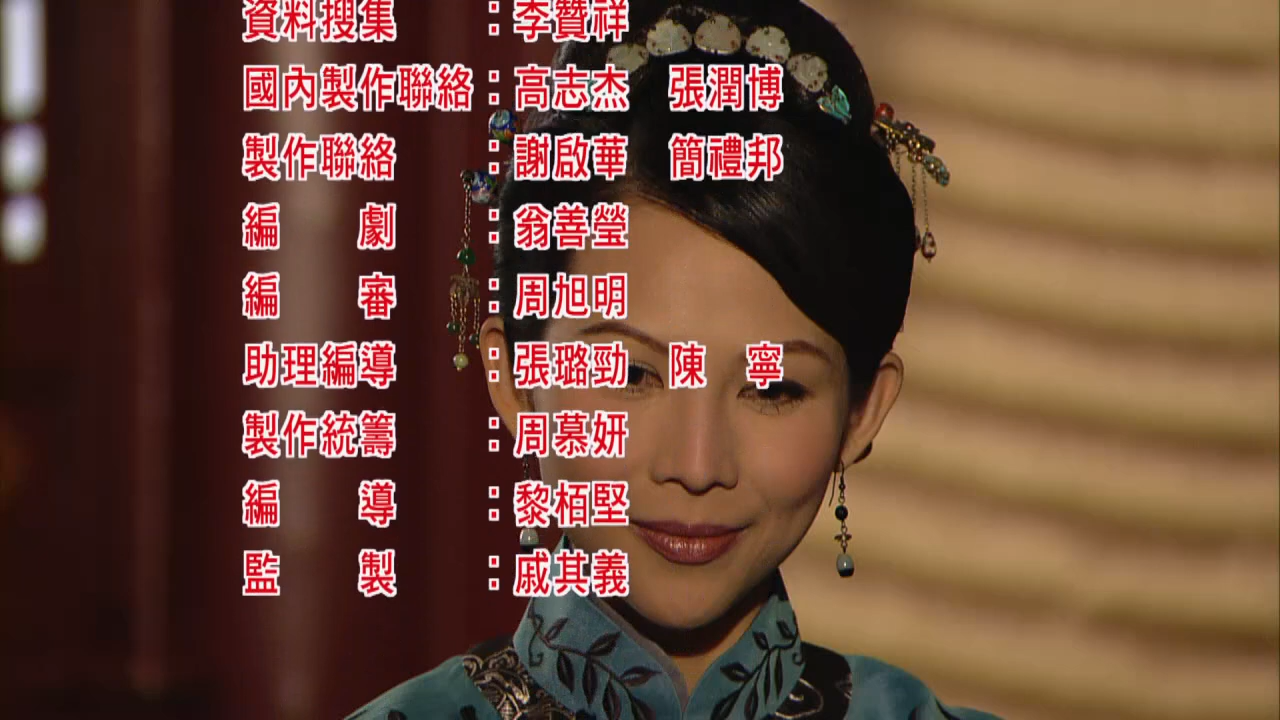 資料搜集：李贊祥
國內製作聯絡：高志杰　張潤博
製作聯絡：謝啟華　簡禮邦
編　劇：翁善瑩
編　審：周旭明
助理編導：張璐勁　陳　寧
製作統籌：周慕妍
編　導：黎栢堅
監　製：戚其義